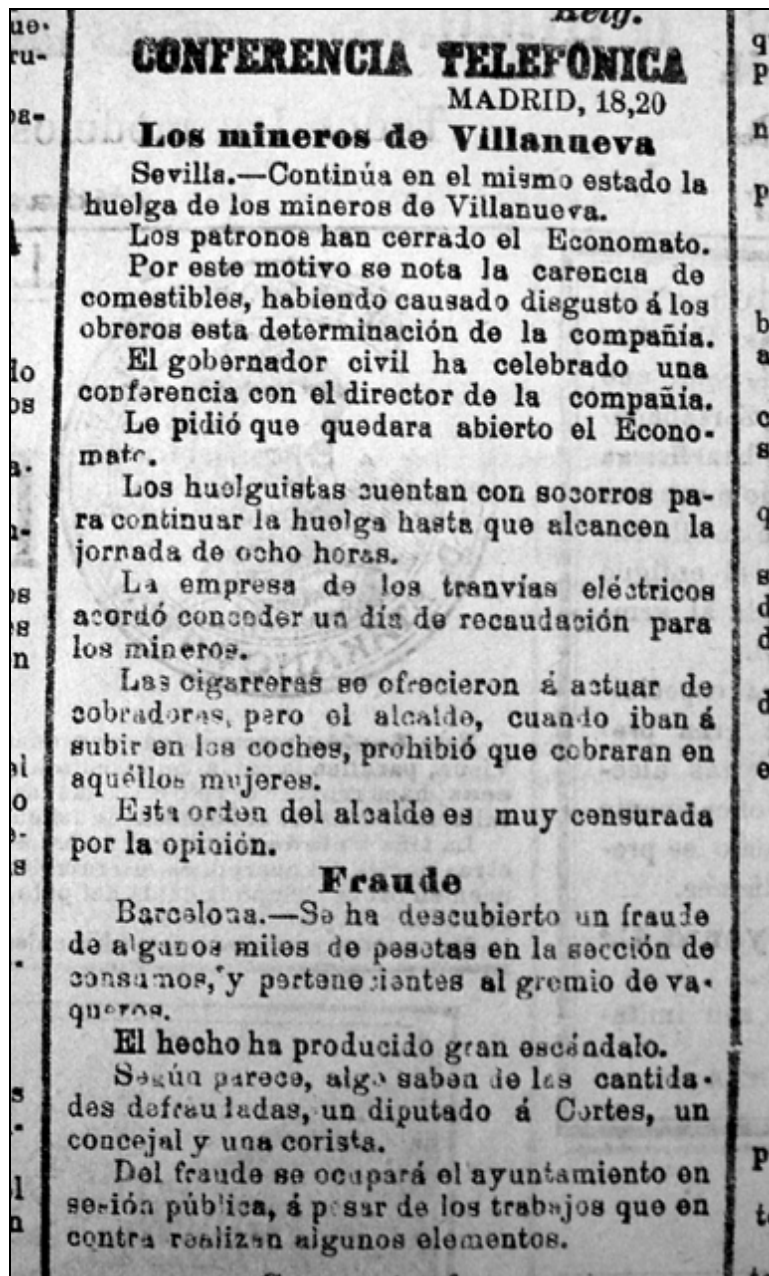 Reig.
CONFERENCIA TELEFÓNICA
MADRID, 18,20
Los mineros de Villanueva
Sevilla.—Continúa en el mismo estado la
huelga de los mineros de Villanueva.
Los patronos han cerrado el Economato.
Por este motivo se nota la carencia de
comestibles, habiendo causado disgusto á los
obreros esta determinación de la compañía.
El gobernador civil ha celebrado una
conferencia con el director de la compañía.
Le pidió que quedara abierto el Econo-
mato.
Los huelguistas cuentan con socorros pa-
ra continuar la huelga hasta que alcancen la
jornada de ocho horas.
La empresa de los tranvías eléctricos
acordó conceder un día de recaudación para
los mineros.
Las cigarreras se ofrecieron á actuar de
cobradoras, pero el alcalde, cuando iban á
subir en los coches, prohibió que cobraran en
aquéllos mujeres.
Esta orden del alcalde es muy censurada
por la opinión.
Fraude
Barcelona.—Se ha descubierto un fraude
de algunos miles de pesetas en la sección de
consumos, y pertenecientes al gremio de va-
queros.
El hecho ha producido gran escándalo.
Según parece, algo saben de las cantida-
des defraudadas, un diputado á Cortes, un
concejal y una corista.
Del fraude se ocupará el ayuntamiento en
sesión pública, á pesar de los trabajos que en
contra realizan algunos elementos.